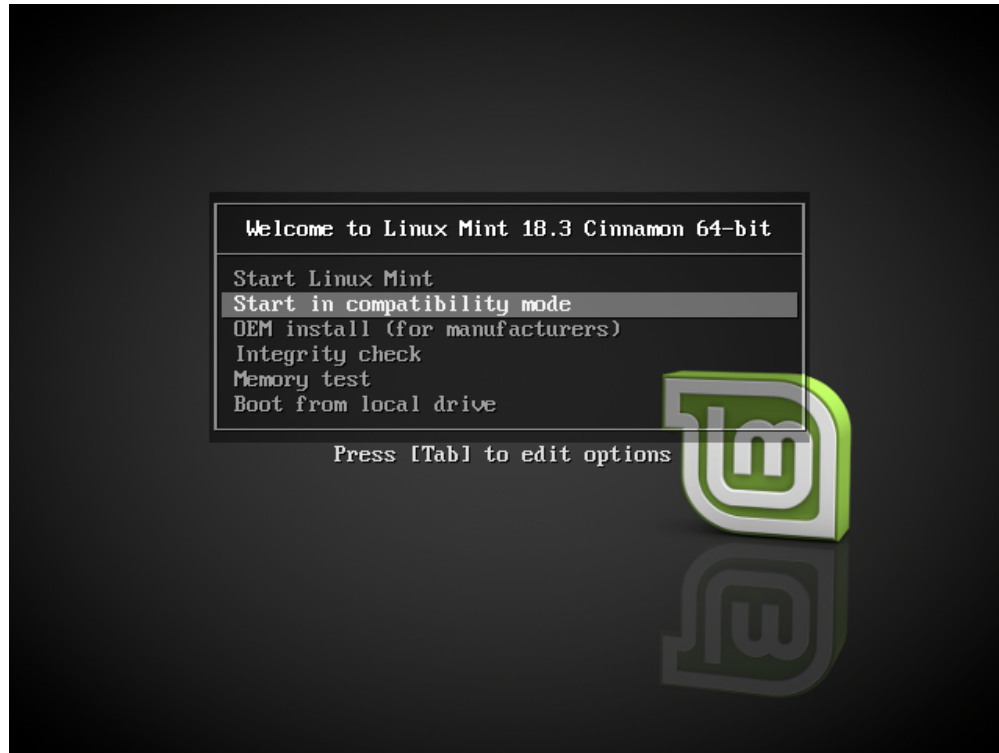 Welcome to Linux Mint 18.3 Cinnamon 64-bit
Start Linux Mint
Start in compatibility mode
OEM install (for manufacturers)
Integrity check
Memory test
Boot from local drive
Press [Tab] to edit options
lm